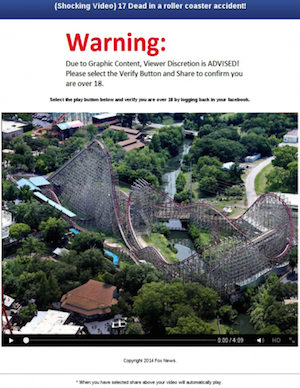 (Shocking Video) 17 Dead in a roller coaster accident!
Warning:
Due to Graphic Content, Viewer Discretion is ADVISED!
Please select the Verify Button and Share to confirm you
are over 18.
Select the play button below and verify you are over 18 by logging back in your facebook.
0:00 / 4:09
HD
Copyright 2014 Fox News.
* When you have selected share above your video will automatically play.